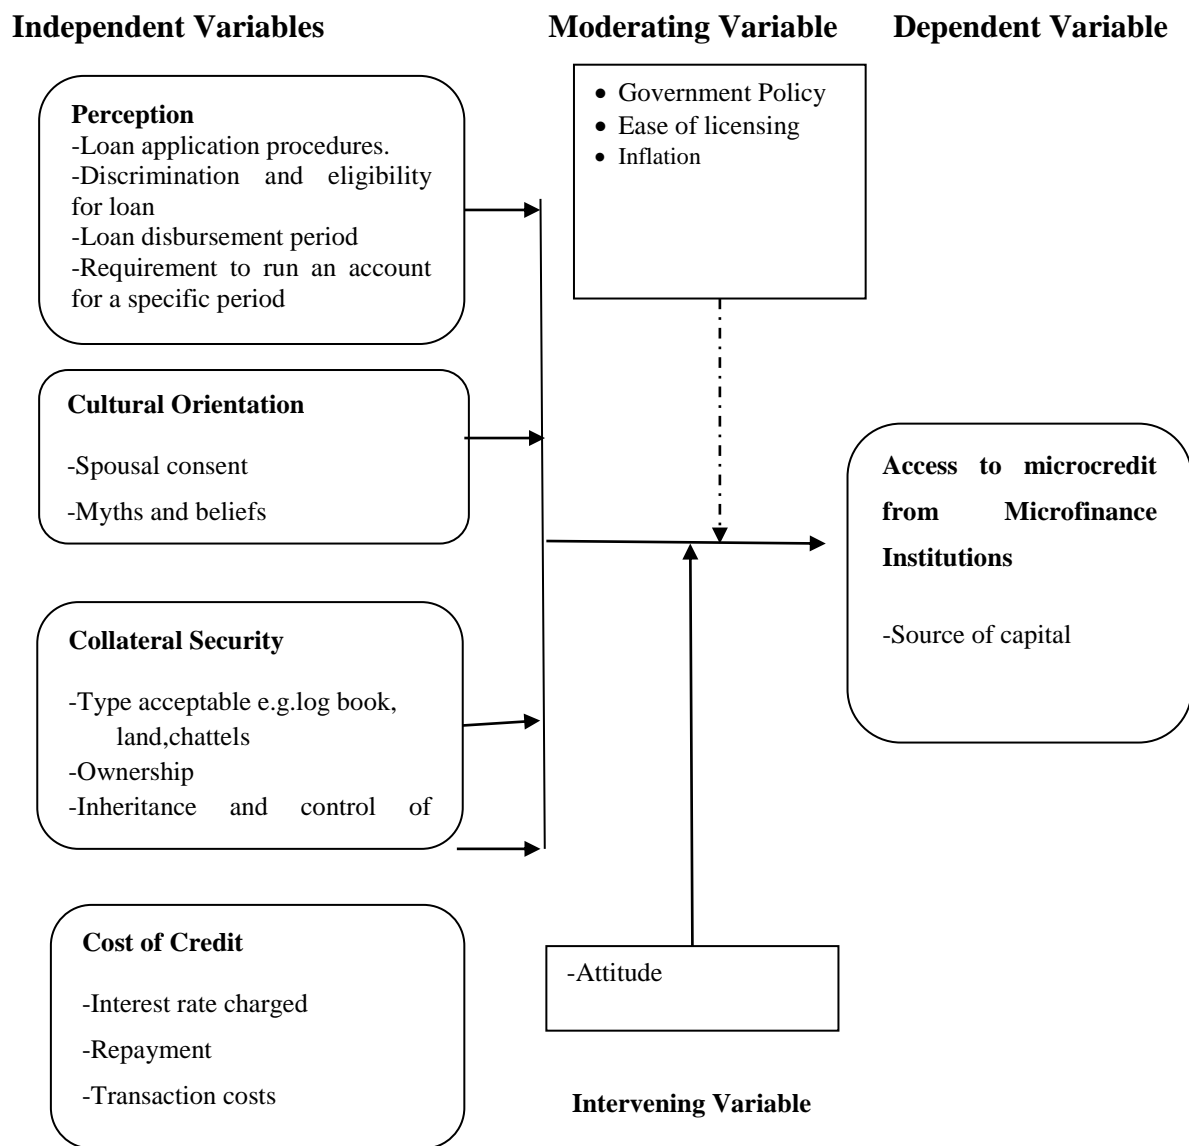 Independent Variables
Moderating Variable
Dependent Variable
Perception
-Loan application procedures.
-Discrimination and eligibility
for loan
-Loan disbursement period
-Requirement to run an account
for a specific period
Cultural Orientation
-Spousal consent
-Myths and beliefs
Collateral Security
-Type acceptable e.g.log book,
land,chattels
-Ownership
-Inheritance and control of
Cost of Credit
-Interest rate charged
-Repayment
-Transaction costs
• Government Policy
• Ease of licensing
• Inflation
-Attitude
Intervening Variable
Access to microcredit
from Microfinance
Institutions
-Source of capital